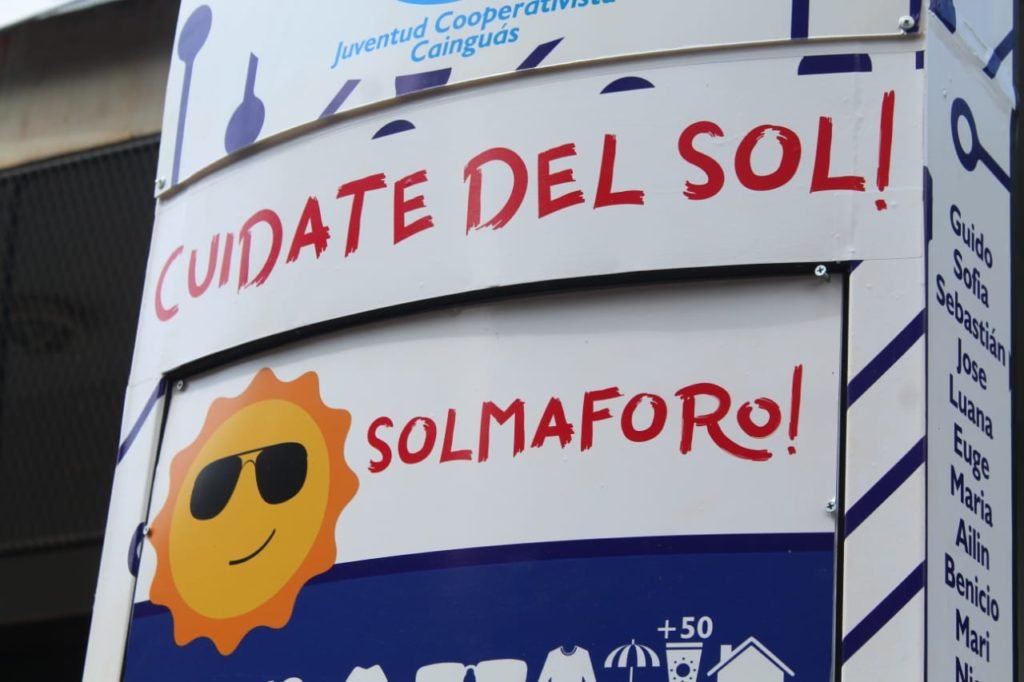 Juventud Cooperativista
Cainguás
CUIDATE DEL SOL!
SOLMAFORO!
+50
Guido
Sofia
Sebastián
Jose
Luana
Euge
Maria
Ailin
Benicio
Mari